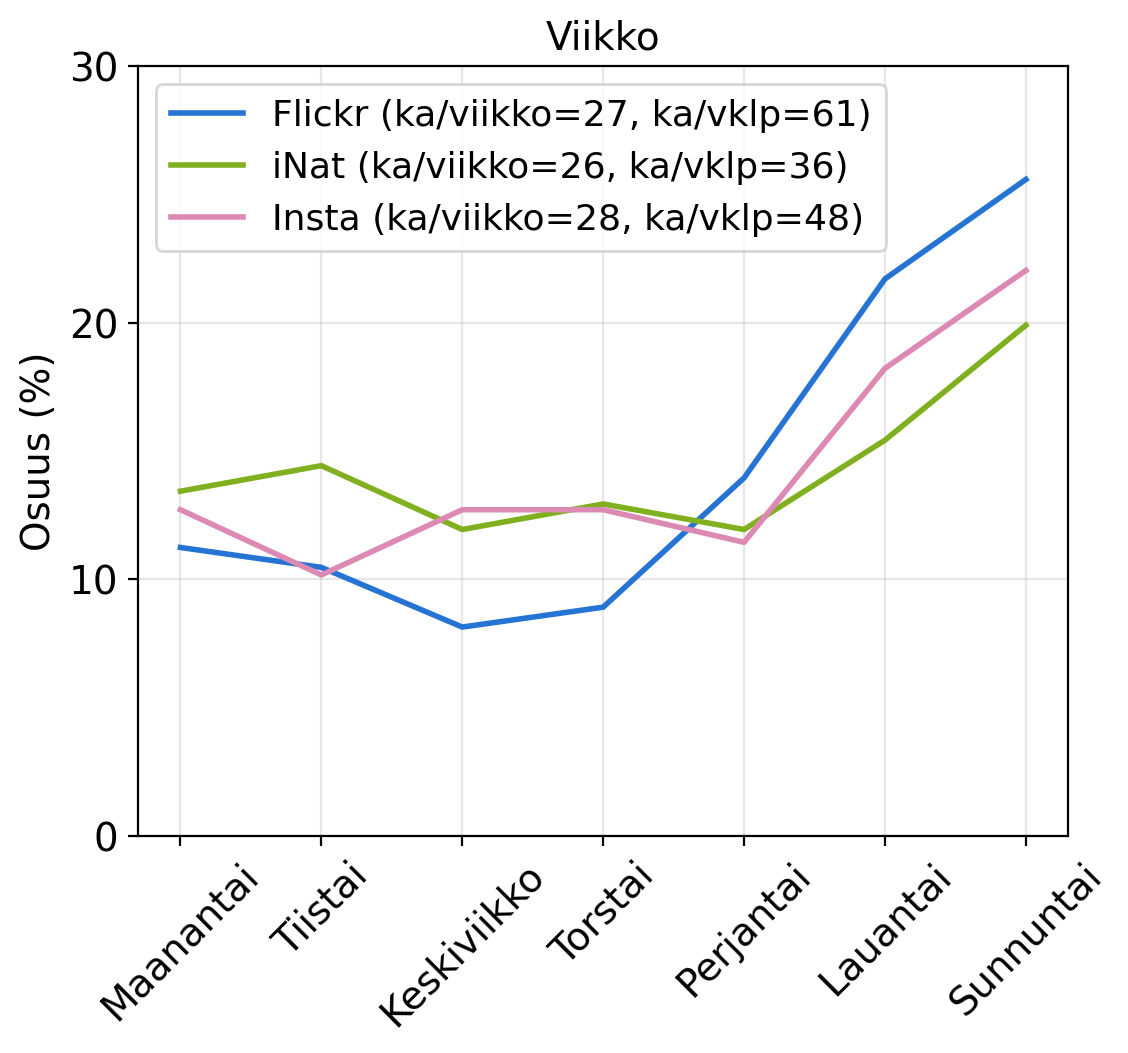 Viikko
Flickr (ka/viikko=27, ka/vklp=61)
iNat (ka/viikko=26, ka/vklp=36)
Insta (ka/viikko=28, ka/vklp=48)
Osuus (%)
30
20
10
0
Maanantai
Tiistai
Keskiviikko
Torstai
Perjantai
Lauantai
Sunnuntai